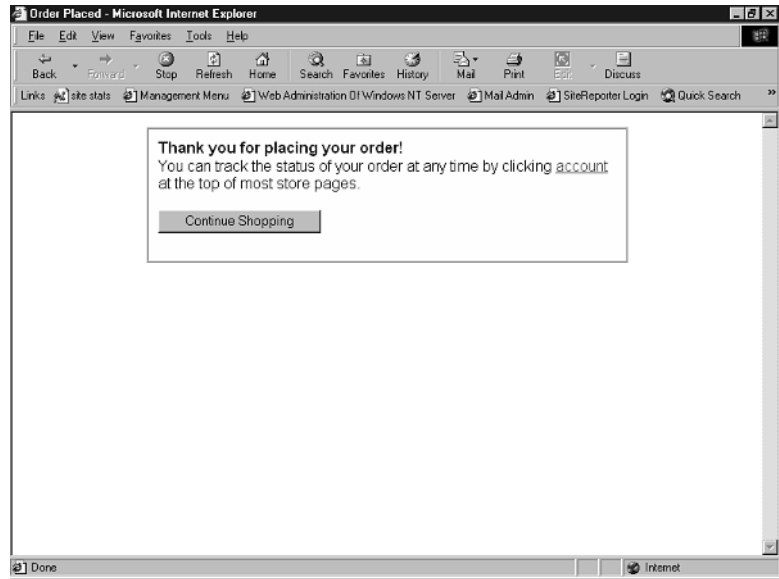 Order Placed - Microsoft Internet Explorer
File Edit View Favorites Tools Help
Back Forward Stop Refresh Home Search Favorites History Mail Print Edit Discuss
Links site stats Management Menu Web Administration Of Windows NT Server Mail Admin SiteReporter Login Quick Search »
Thank you for placing your order!
You can track the status of your order at any time by clicking account
at the top of most store pages.
Continue Shopping
Done Internet